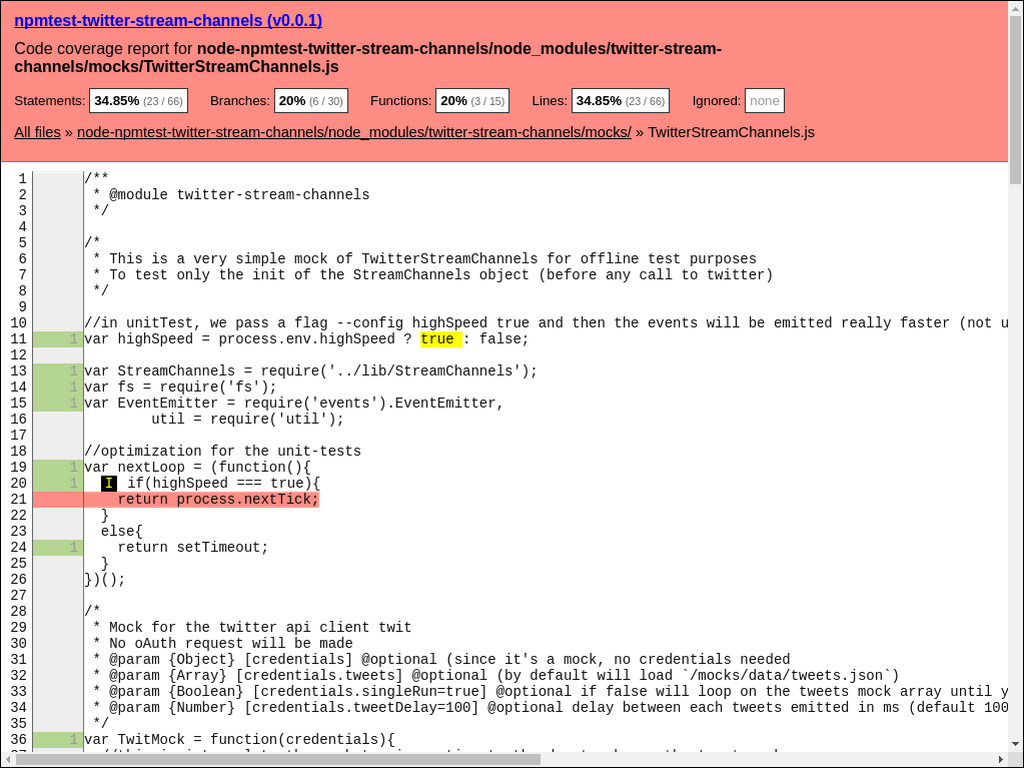 npmtest-twitter-stream-channels (v0.0.1)
Code coverage report for node-npmtest-twitter-stream-channels/node_modules/twitter-stream-
channels/mocks/TwitterStreamChannels.js
Statements: 34.85% (23 / 66) Branches: 20% (6 / 30) Functions: 20% (3 / 15) Lines: 34.85% (23 / 66) Ignored: none
All files » node-npmtest-twitter-stream-channels/node_modules/twitter-stream-channels/mocks/ » TwitterStreamChannels.js
1 /**
2  * @module twitter-stream-channels
3  */
4
5 /*
6  * This is a very simple mock of TwitterStreamChannels for offline test purposes
7  * To test only the init of the StreamChannels object (before any call to twitter)
8  */
9
10 //in unitTest, we pass a flag --config highSpeed true and then the events will be emitted really faster (not u
11 1 var highSpeed = process.env.highSpeed ? true : false;
12
13 1 var StreamChannels = require('../lib/StreamChannels');
14 1 var fs = require('fs');
15 1 var EventEmitter = require('events').EventEmitter,
16         util = require('util');
17
18 //optimization for the unit-tests
19 1 var nextLoop = (function(){
20 1   I if(highSpeed === true){
21     return process.nextTick;
22   }
23   else{
24 1     return setTimeout;
25   }
26 })();
27
28 /*
29  * Mock for the twitter api client twit
30  * No oAuth request will be made
31  * @param {Object} [credentials] @optional (since it's a mock, no credentials needed
32  * @param {Array} [credentials.tweets] @optional (by default will load `/mocks/data/tweets.json`)
33  * @param {Boolean} [credentials.singleRun=true] @optional if false will loop on the tweets mock array until y
34  * @param {Number} [credentials.tweetDelay=100] @optional delay between each tweets emitted in ms (default 100
35  */
36 1 var TwitMock = function(credentials){